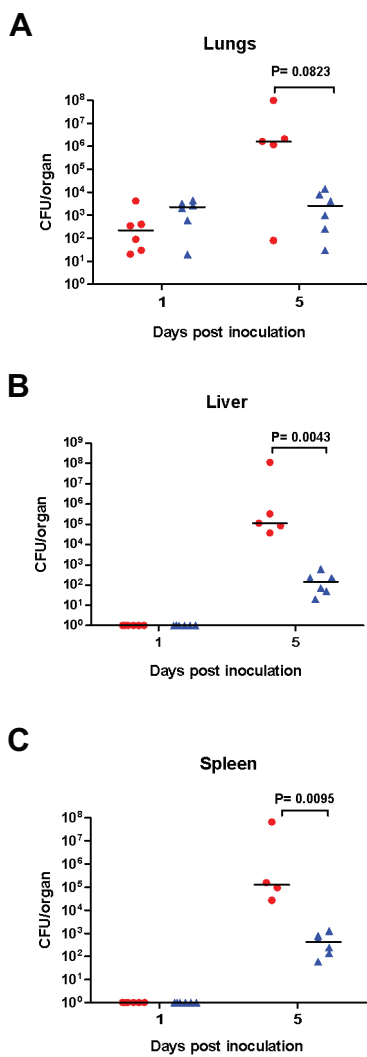 A
Lungs
P= 0.0823
10⁸
10⁷
10⁶
10⁵
10⁴
10³
10²
10¹
10⁰
CFU/organ
1 5
Days post inoculation
B
Liver
P= 0.0043
10⁹
10⁸
10⁷
10⁶
10⁵
10⁴
10³
10²
10¹
10⁰
CFU/organ
1 5
Days post inoculation
C
Spleen
P= 0.0095
10⁸
10⁷
10⁶
10⁵
10⁴
10³
10²
10¹
10⁰
CFU/organ
1 5
Days post inoculation